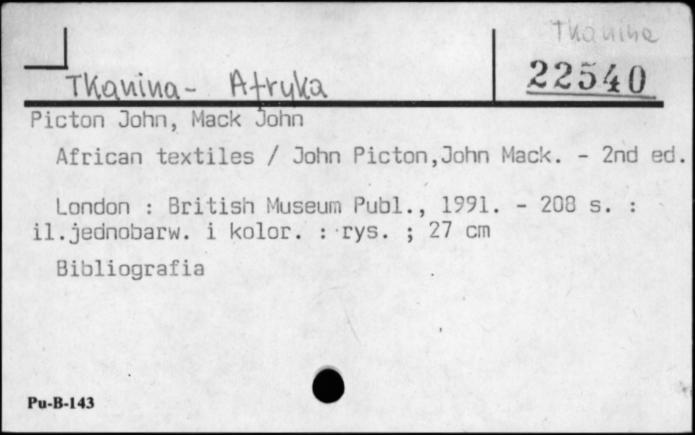 Tkanina
Tkanina - Afryka
22540
Picton John, Mack John
African textiles / John Picton,John Mack. - 2nd ed.
London : British Museum Publ., 1991. - 208 s. :
il.jednobarw. i kolor. : rys. ; 27 cm
Bibliografia
Pu-B-143